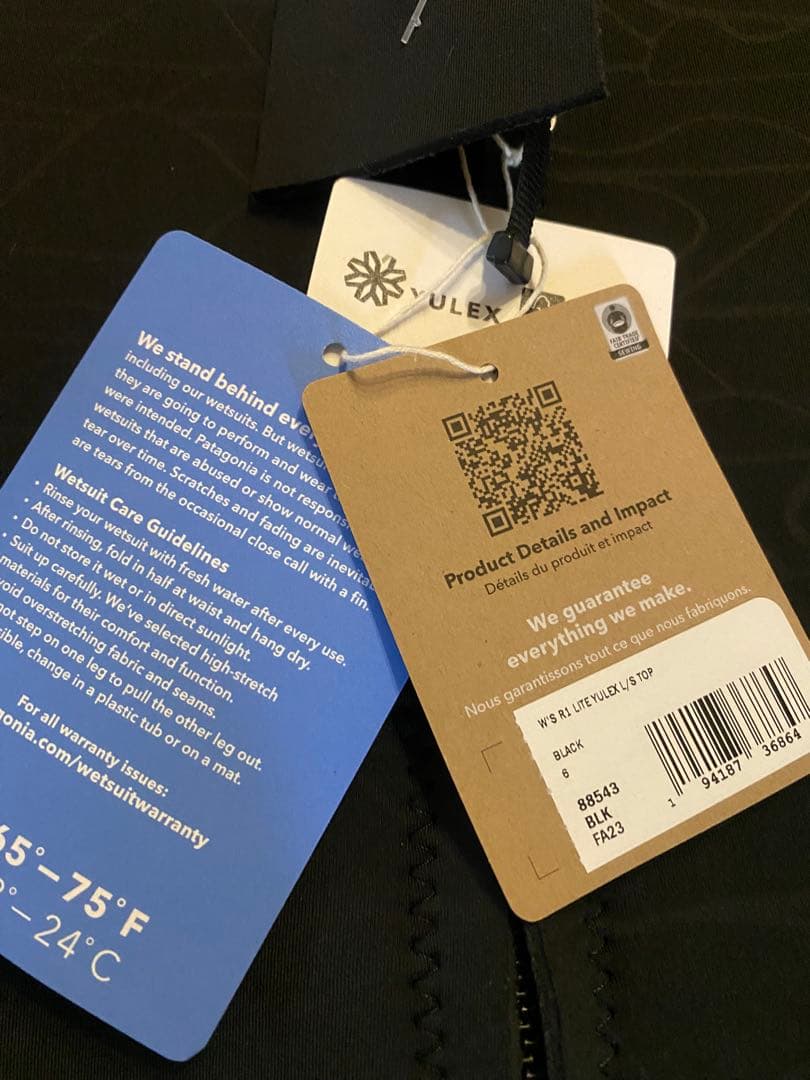 YULEX
FAIR TRADE
CERTIFIED
SEWING
We stand behind
including our wetsuits. But
they are going to perform and wear
were intended. Patagonia is not
wetsuits that are abused or show normal
tear over time. Scratches and fading are
are tears from the occasional close call with a fin.
Wetsuit Care Guidelines
• Rinse your wetsuit with fresh water after every use.
• After rinsing, fold in half at waist and hang dry.
• Do not store it wet or in direct sunlight.
• Suit up carefully. We've selected high-stretch
materials for their comfort and function.
overstretching fabric and seams.
not step on one leg to pull the other leg out.
change in a plastic tub or on a mat.
For all warranty issues:
onia.com/wetsuitwarranty
65°– 75°F
°– 24°C
Product Details and Impact
Détails du produit et impact
We guarantee
everything we make.
Nous garantissons tout ce que nous fabriquons.
W'S R1 LITE YULEX L/S TOP
BLACK
6
88543
BLK
FA23
1 94187 36864